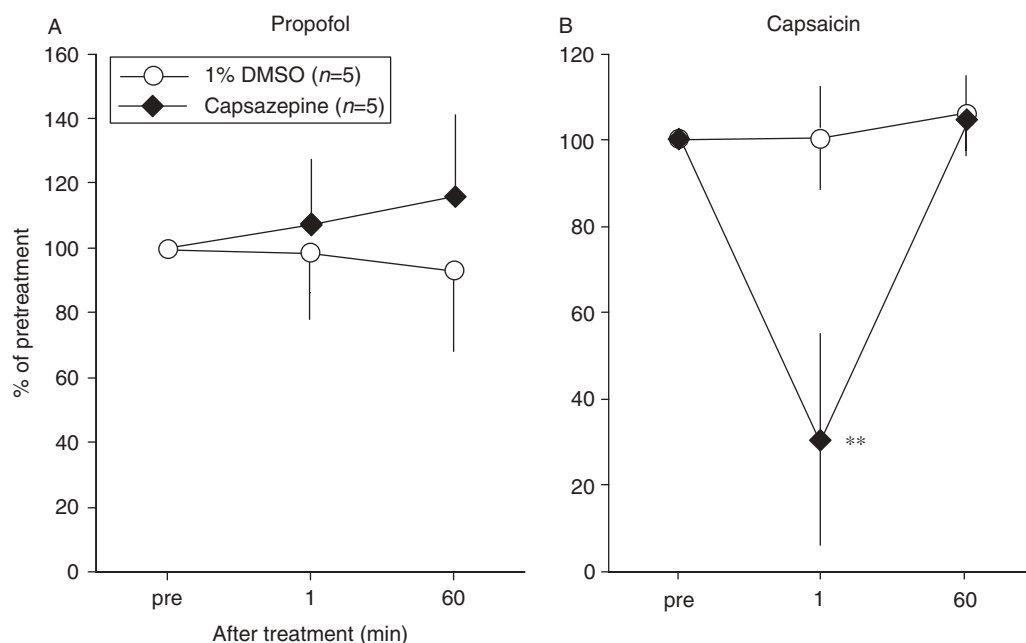 A
Propofol
160
140
120
100
80
60
40
20
0
1% DMSO (n=5)
Capsazepine (n=5)
% of pretreatment
pre
1
60
After treatment (min)
B
Capsaicin
120
100
80
60
40
20
0
**
pre
1
60